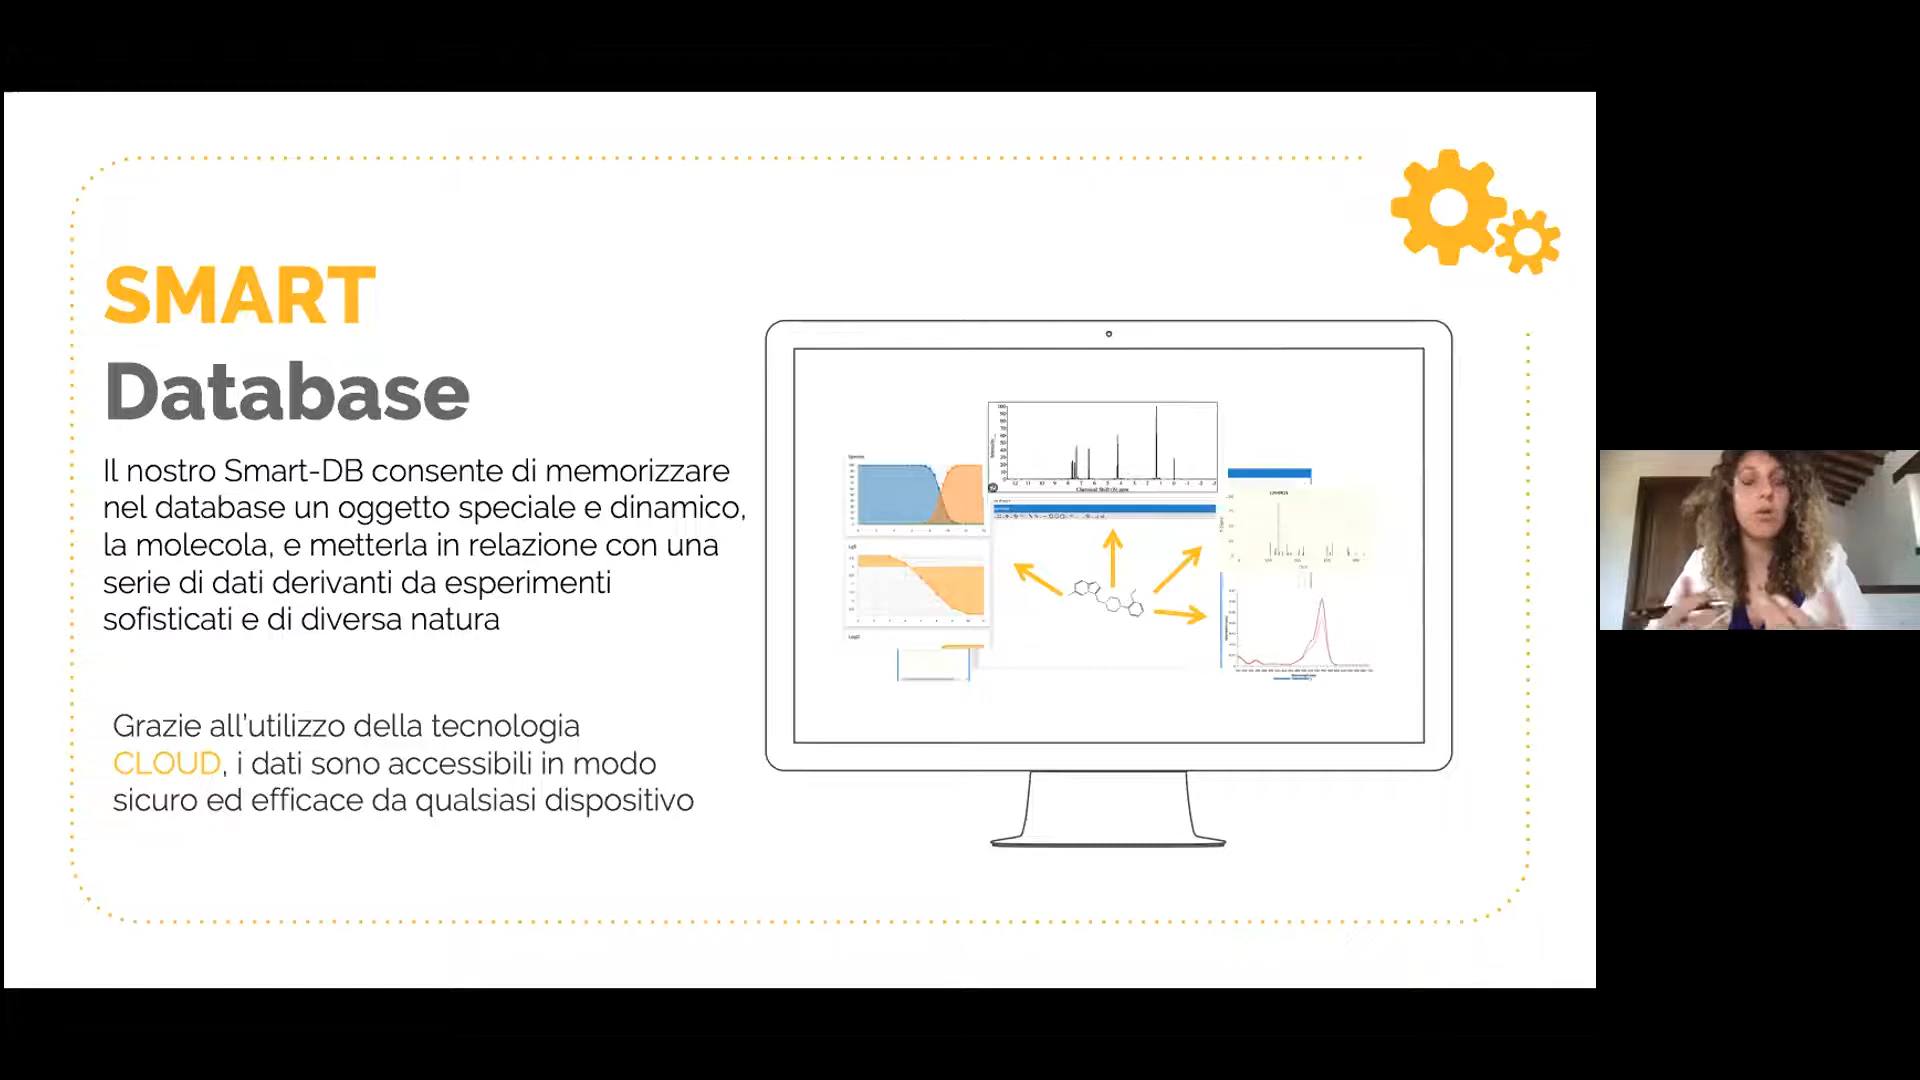 SMART
Database
Il nostro Smart-DB consente di memorizzare
nel database un oggetto speciale e dinamico,
la molecola, e metterla in relazione con una
serie di dati derivanti da esperimenti
sofisticati e di diversa natura
Grazie all’utilizzo della tecnologia
CLOUD, i dati sono accessibili in modo
sicuro ed efficace da qualsiasi dispositivo